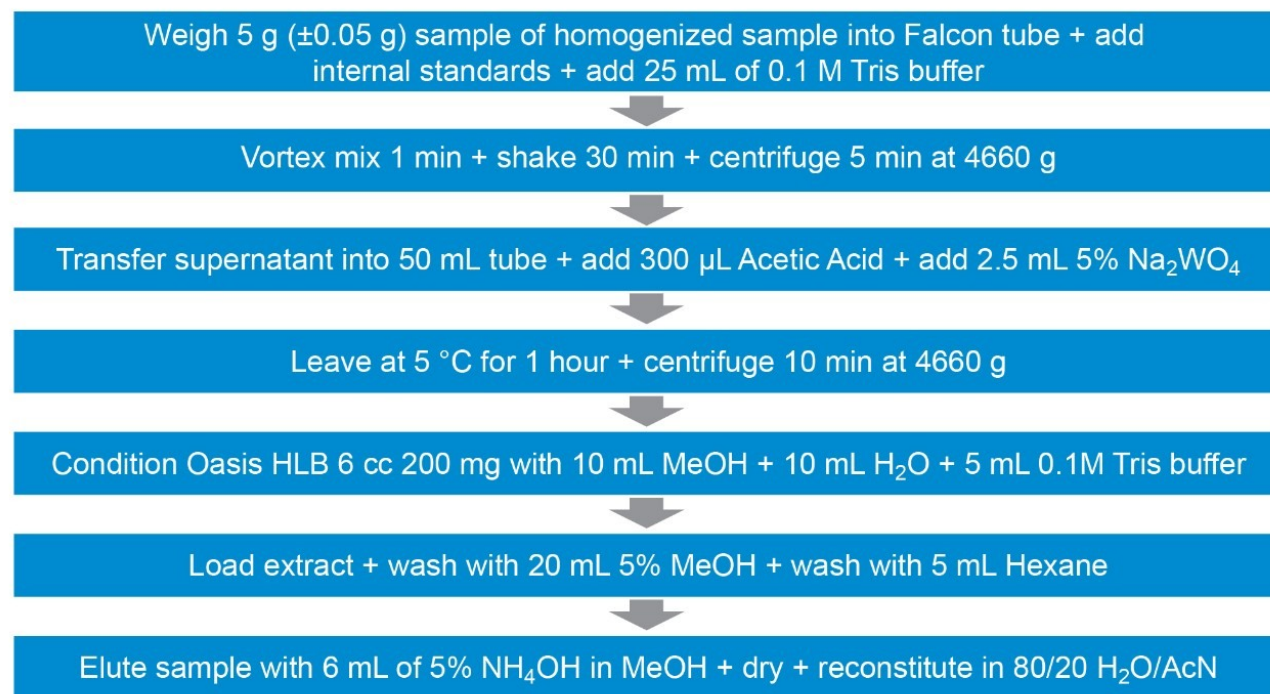 Weigh 5 g (±0.05 g) sample of homogenized sample into Falcon tube + add
internal standards + add 25 mL of 0.1 M Tris buffer
Vortex mix 1 min + shake 30 min + centrifuge 5 min at 4660 g
Transfer supernatant into 50 mL tube + add 300 µL Acetic Acid + add 2.5 mL 5% Na₂WO₄
Leave at 5 °C for 1 hour + centrifuge 10 min at 4660 g
Condition Oasis HLB 6 cc 200 mg with 10 mL MeOH + 10 mL H₂O + 5 mL 0.1M Tris buffer
Load extract + wash with 20 mL 5% MeOH + wash with 5 mL Hexane
Elute sample with 6 mL of 5% NH₄OH in MeOH + dry + reconstitute in 80/20 H₂O/AcN